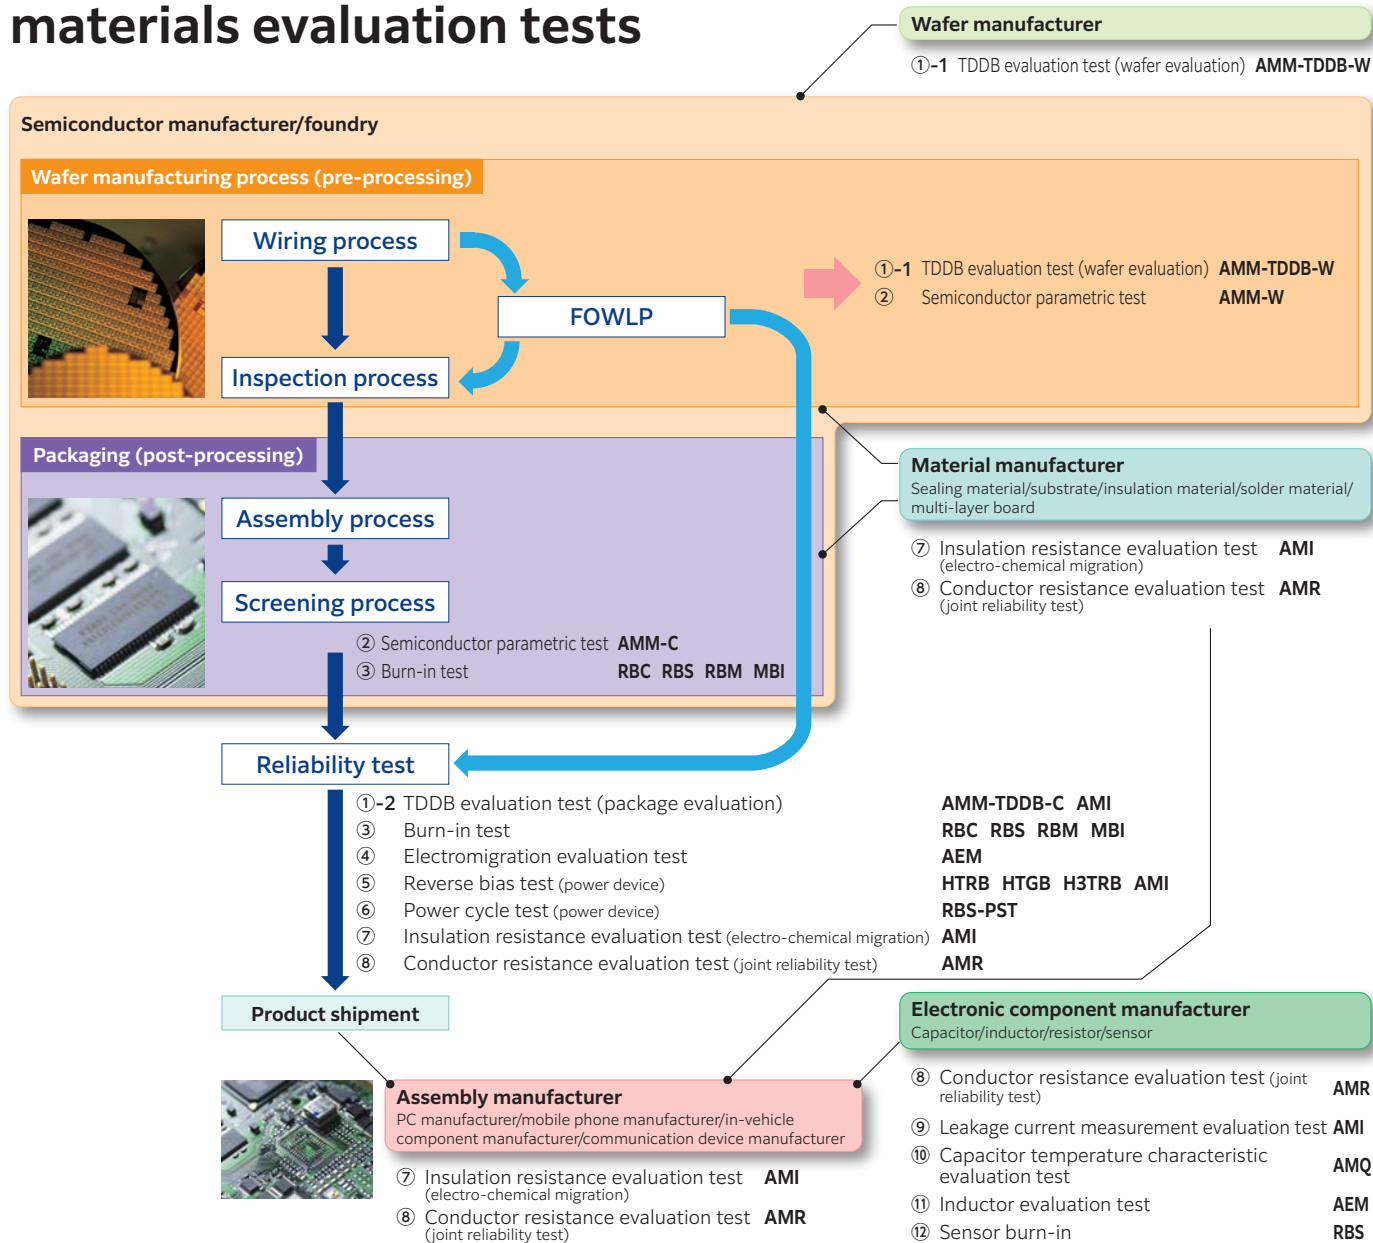 materials evaluation tests
Wafer manufacturer
①-1 TDDB evaluation test (wafer evaluation) AMM-TDDB-W
Semiconductor manufacturer/foundry
Wafer manufacturing process (pre-processing)
Wiring process
FOWLP
Inspection process
①-1 TDDB evaluation test (wafer evaluation) AMM-TDDB-W
② Semiconductor parametric test AMM-W
Packaging (post-processing)
Assembly process
Screening process
② Semiconductor parametric test AMM-C
③ Burn-in test RBC RBS RBM MBI
Material manufacturer
Sealing material/substrate/insulation material/solder material/
multi-layer board
⑦ Insulation resistance evaluation test AMI
(electro-chemical migration)
⑧ Conductor resistance evaluation test AMR
(joint reliability test)
Reliability test
①-2 TDDB evaluation test (package evaluation) AMM-TDDB-C AMI
③ Burn-in test RBC RBS RBM MBI
④ Electromigration evaluation test AEM
⑤ Reverse bias test (power device) HTRB HTGB H3TRB AMI
⑥ Power cycle test (power device) RBS-PST
⑦ Insulation resistance evaluation test (electro-chemical migration) AMI
⑧ Conductor resistance evaluation test (joint reliability test) AMR
Product shipment
Assembly manufacturer
PC manufacturer/mobile phone manufacturer/in-vehicle
component manufacturer/communication device manufacturer
⑦ Insulation resistance evaluation test AMI
(electro-chemical migration)
⑧ Conductor resistance evaluation test AMR
(joint reliability test)
Electronic component manufacturer
Capacitor/inductor/resistor/sensor
⑧ Conductor resistance evaluation test (joint
reliability test) AMR
⑨ Leakage current measurement evaluation test AMI
⑩ Capacitor temperature characteristic
evaluation test AMQ
⑪ Inductor evaluation test AEM
⑫ Sensor burn-in RBS